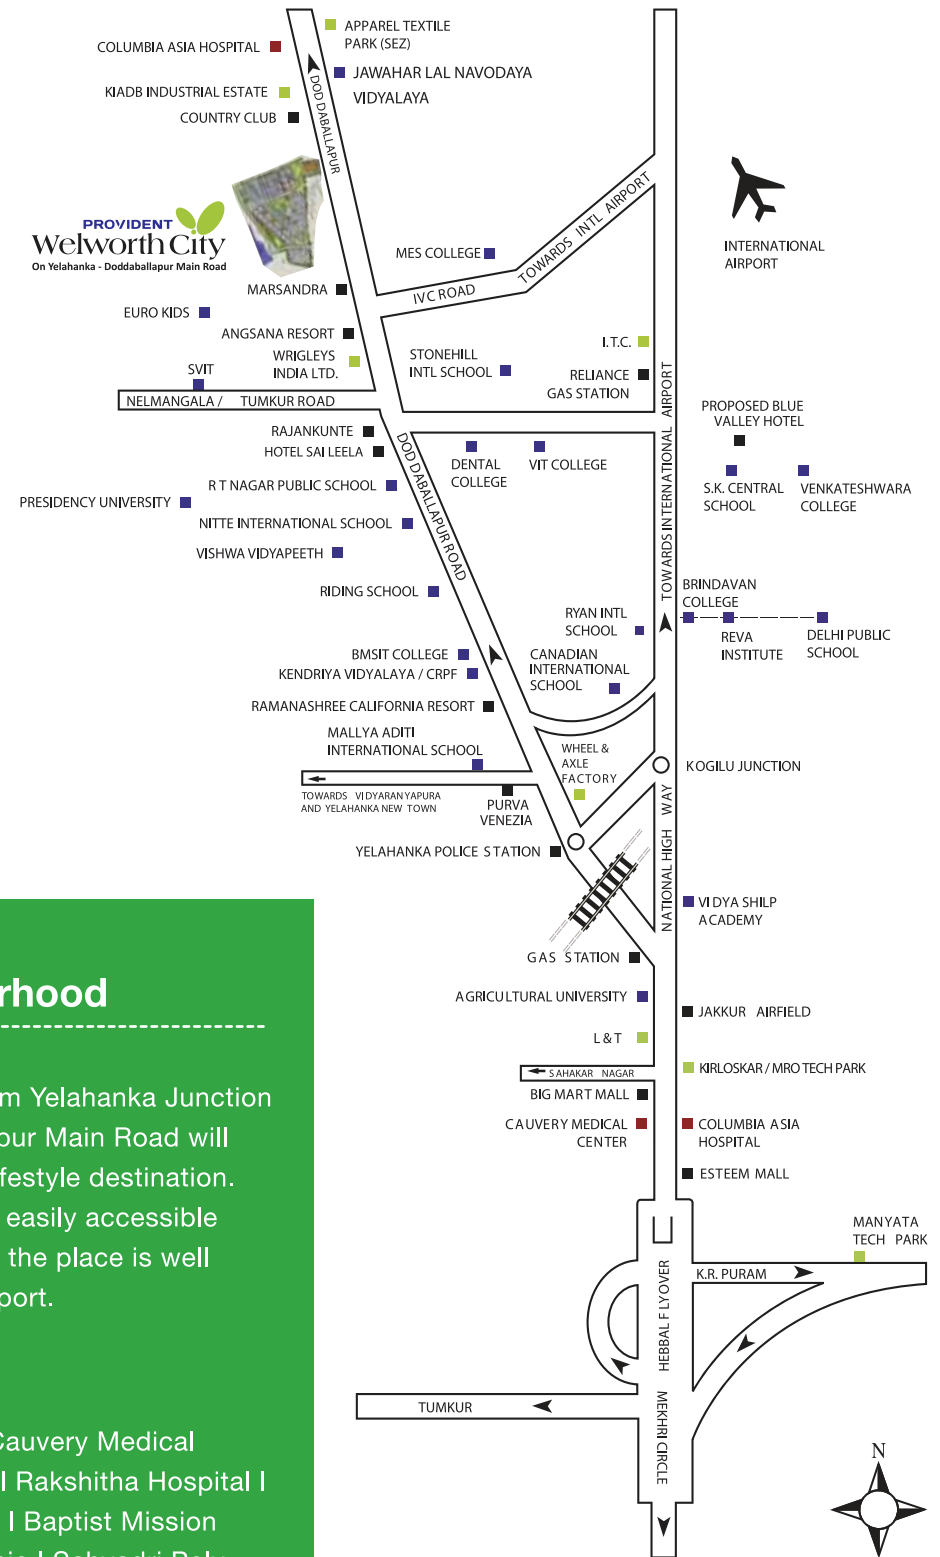 APPAREL TEXTILE
PARK (SEZ)
COLUMBIA ASIA HOSPITAL
JAWAHAR LAL NAVODAYA
VIDYALAYA
KIADB INDUSTRIAL ESTATE
COUNTRY CLUB
DOD DABALLAPUR
PROVIDENT
Welworth City
On Yelahanka - Doddaballapur Main Road
TOWARDS INTL AIRPORT
INTERNATIONAL
AIRPORT
MES COLLEGE
IVC ROAD
MARSANDRA
EURO KIDS
ANGSANA RESORT
WRIGLEYS
INDIA LTD.
STONEHILL
INTL SCHOOL
I.T.C.
RELIANCE
GAS STATION
SVIT
NELMANGALA / TUMKUR ROAD
TOWARDS INTERNATIONAL AIRPORT
PROPOSED BLUE
VALLEY HOTEL
RAJANKUNTE
HOTEL SAI LEELA
DOD DABALLAPUR ROAD
DENTAL
COLLEGE
VIT COLLEGE
S.K. CENTRAL
SCHOOL
VENKATESHWARA
COLLEGE
R T NAGAR PUBLIC SCHOOL
PRESIDENCY UNIVERSITY
NITTE INTERNATIONAL SCHOOL
VISHWA VIDYAPEETH
RIDING SCHOOL
BRINDAVAN
COLLEGE
RYAN INTL
SCHOOL
REVA
INSTITUTE
DELHI PUBLIC
SCHOOL
BMSIT COLLEGE
KENDRIYA VIDYALAYA / CRPF
CANADIAN
INTERNATIONAL
SCHOOL
RAMANASHREE CALIFORNIA RESORT
MALLYA ADITI
INTERNATIONAL SCHOOL
WHEEL &
AXLE
FACTORY
KOGILU JUNCTION
TOWARDS VIDYARANYAPURA
AND YELAHANKA NEW TOWN
PURVA
VENEZIA
YELAHANKA POLICE STATION
NATIONAL HIGH WAY
VIDYA SHILP
ACADEMY
GAS STATION
AGRICULTURAL UNIVERSITY
JAKKUR AIRFIELD
L & T
SAHAKAR NAGAR
KIRLOSKAR / MRO TECH PARK
BIG MART MALL
CAUVERY MEDICAL
CENTER
COLUMBIA ASIA
HOSPITAL
ESTEEM MALL
MANYATA
TECH PARK
K.R. PURAM
HEBBAL FLYOVER
TUMKUR
MEKHRI CIRCLE
N
rhood
m Yelahanka Junction
pur Main Road will
ifestyle destination.
easily accessible
the place is well
port.
Cauvery Medical
l Rakshitha Hospital l
l Baptist Mission